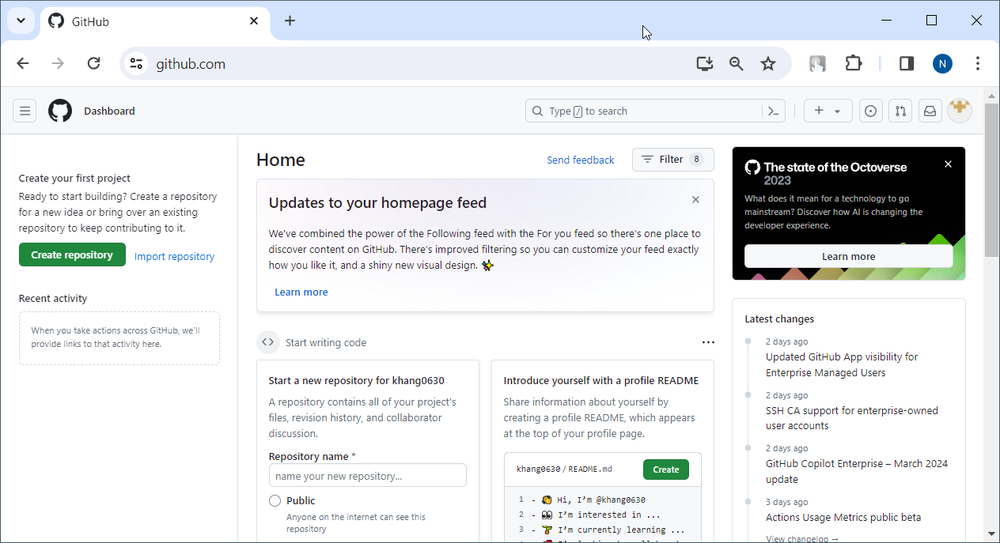 GitHub
github.com
N
Dashboard
Type / to search
Create your first project
Ready to start building? Create a repository
for a new idea or bring over an existing
repository to keep contributing to it.
Create repository
Import repository
Recent activity
When you take actions across GitHub, we'll
provide links to that activity here.
Home
Send feedback
Filter 8
Updates to your homepage feed
We've combined the power of the Following feed with the For you feed so there's one place to
discover content on GitHub. There's improved filtering so you can customize your feed exactly
how you like it, and a shiny new visual design. ✨
Learn more
Start writing code
Start a new repository for khang0630
A repository contains all of your project's
files, revision history, and collaborator
discussion.
Repository name *
name your new repository...
Public
Anyone on the internet can see this
repository
Introduce yourself with a profile README
Share information about yourself by
creating a profile README, which appears
at the top of your profile page.
khang0630 / README.md
Create
1 - 👋 Hi, I'm @khang0630
2 - 👀 I'm interested in ...
3 - 🌱 I'm currently learning ...
The state of the Octoverse
2023
What does it mean for a technology to go
mainstream? Discover how AI is changing the
developer experience.
Learn more
Latest changes
2 days ago
Updated GitHub App visibility for
Enterprise Managed Users
2 days ago
SSH CA support for enterprise-owned
user accounts
2 days ago
GitHub Copilot Enterprise – March 2024
update
3 days ago
Actions Usage Metrics public beta
View changelog →